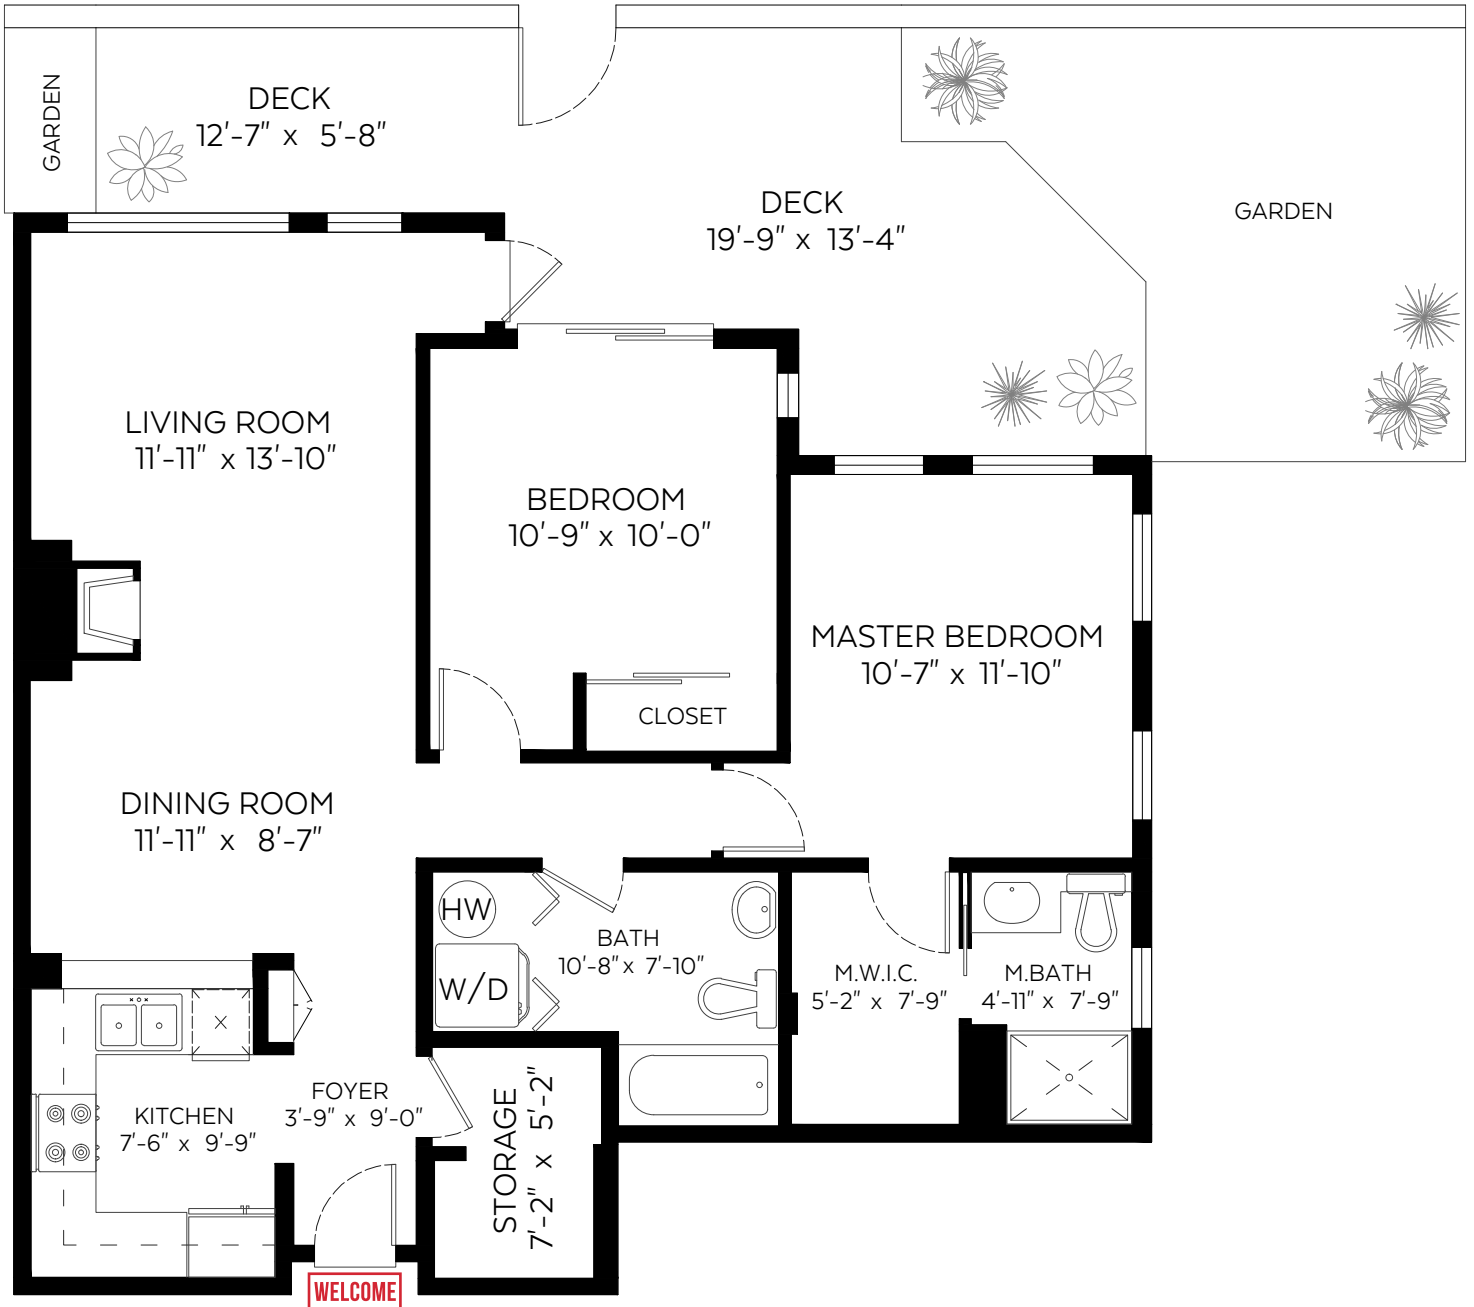 GARDEN
DECK
12'-7" x 5'-8"
DECK
19'-9" x 13'-4"
GARDEN
LIVING ROOM
11'-11" x 13'-10"
BEDROOM
10'-9" x 10'-0"
MASTER BEDROOM
10'-7" x 11'-10"
CLOSET
DINING ROOM
11'-11" x 8'-7"
HW
W/D
BATH
10'-8" x 7'-10"
M.W.I.C.
5'-2" x 7'-9"
M.BATH
4'-11" x 7'-9"
KITCHEN
7'-6" x 9'-9"
FOYER
3'-9" x 9'-0"
STORAGE
7'-2" x 5'-2"
WELCOME